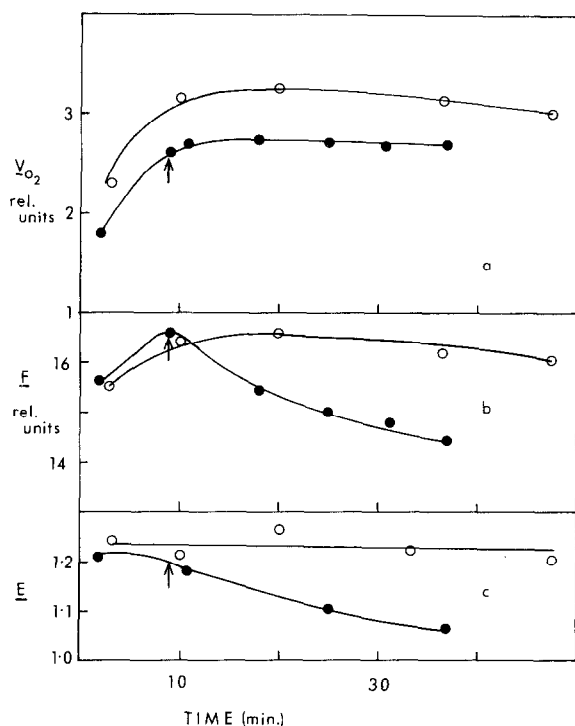 3
V O₂
rel.
units
2
a
1
16
F
rel.
units
b
14
1·2
E
c
1·1
1·0
10
30
TIME (min.)